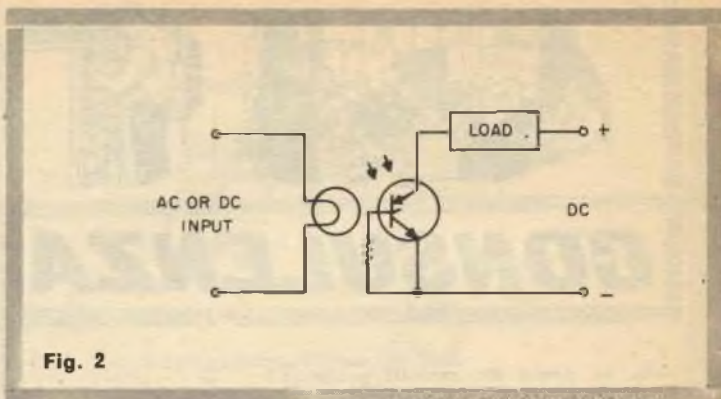 LOAD
+
AC OR DC
INPUT
DC
–
Fig. 2